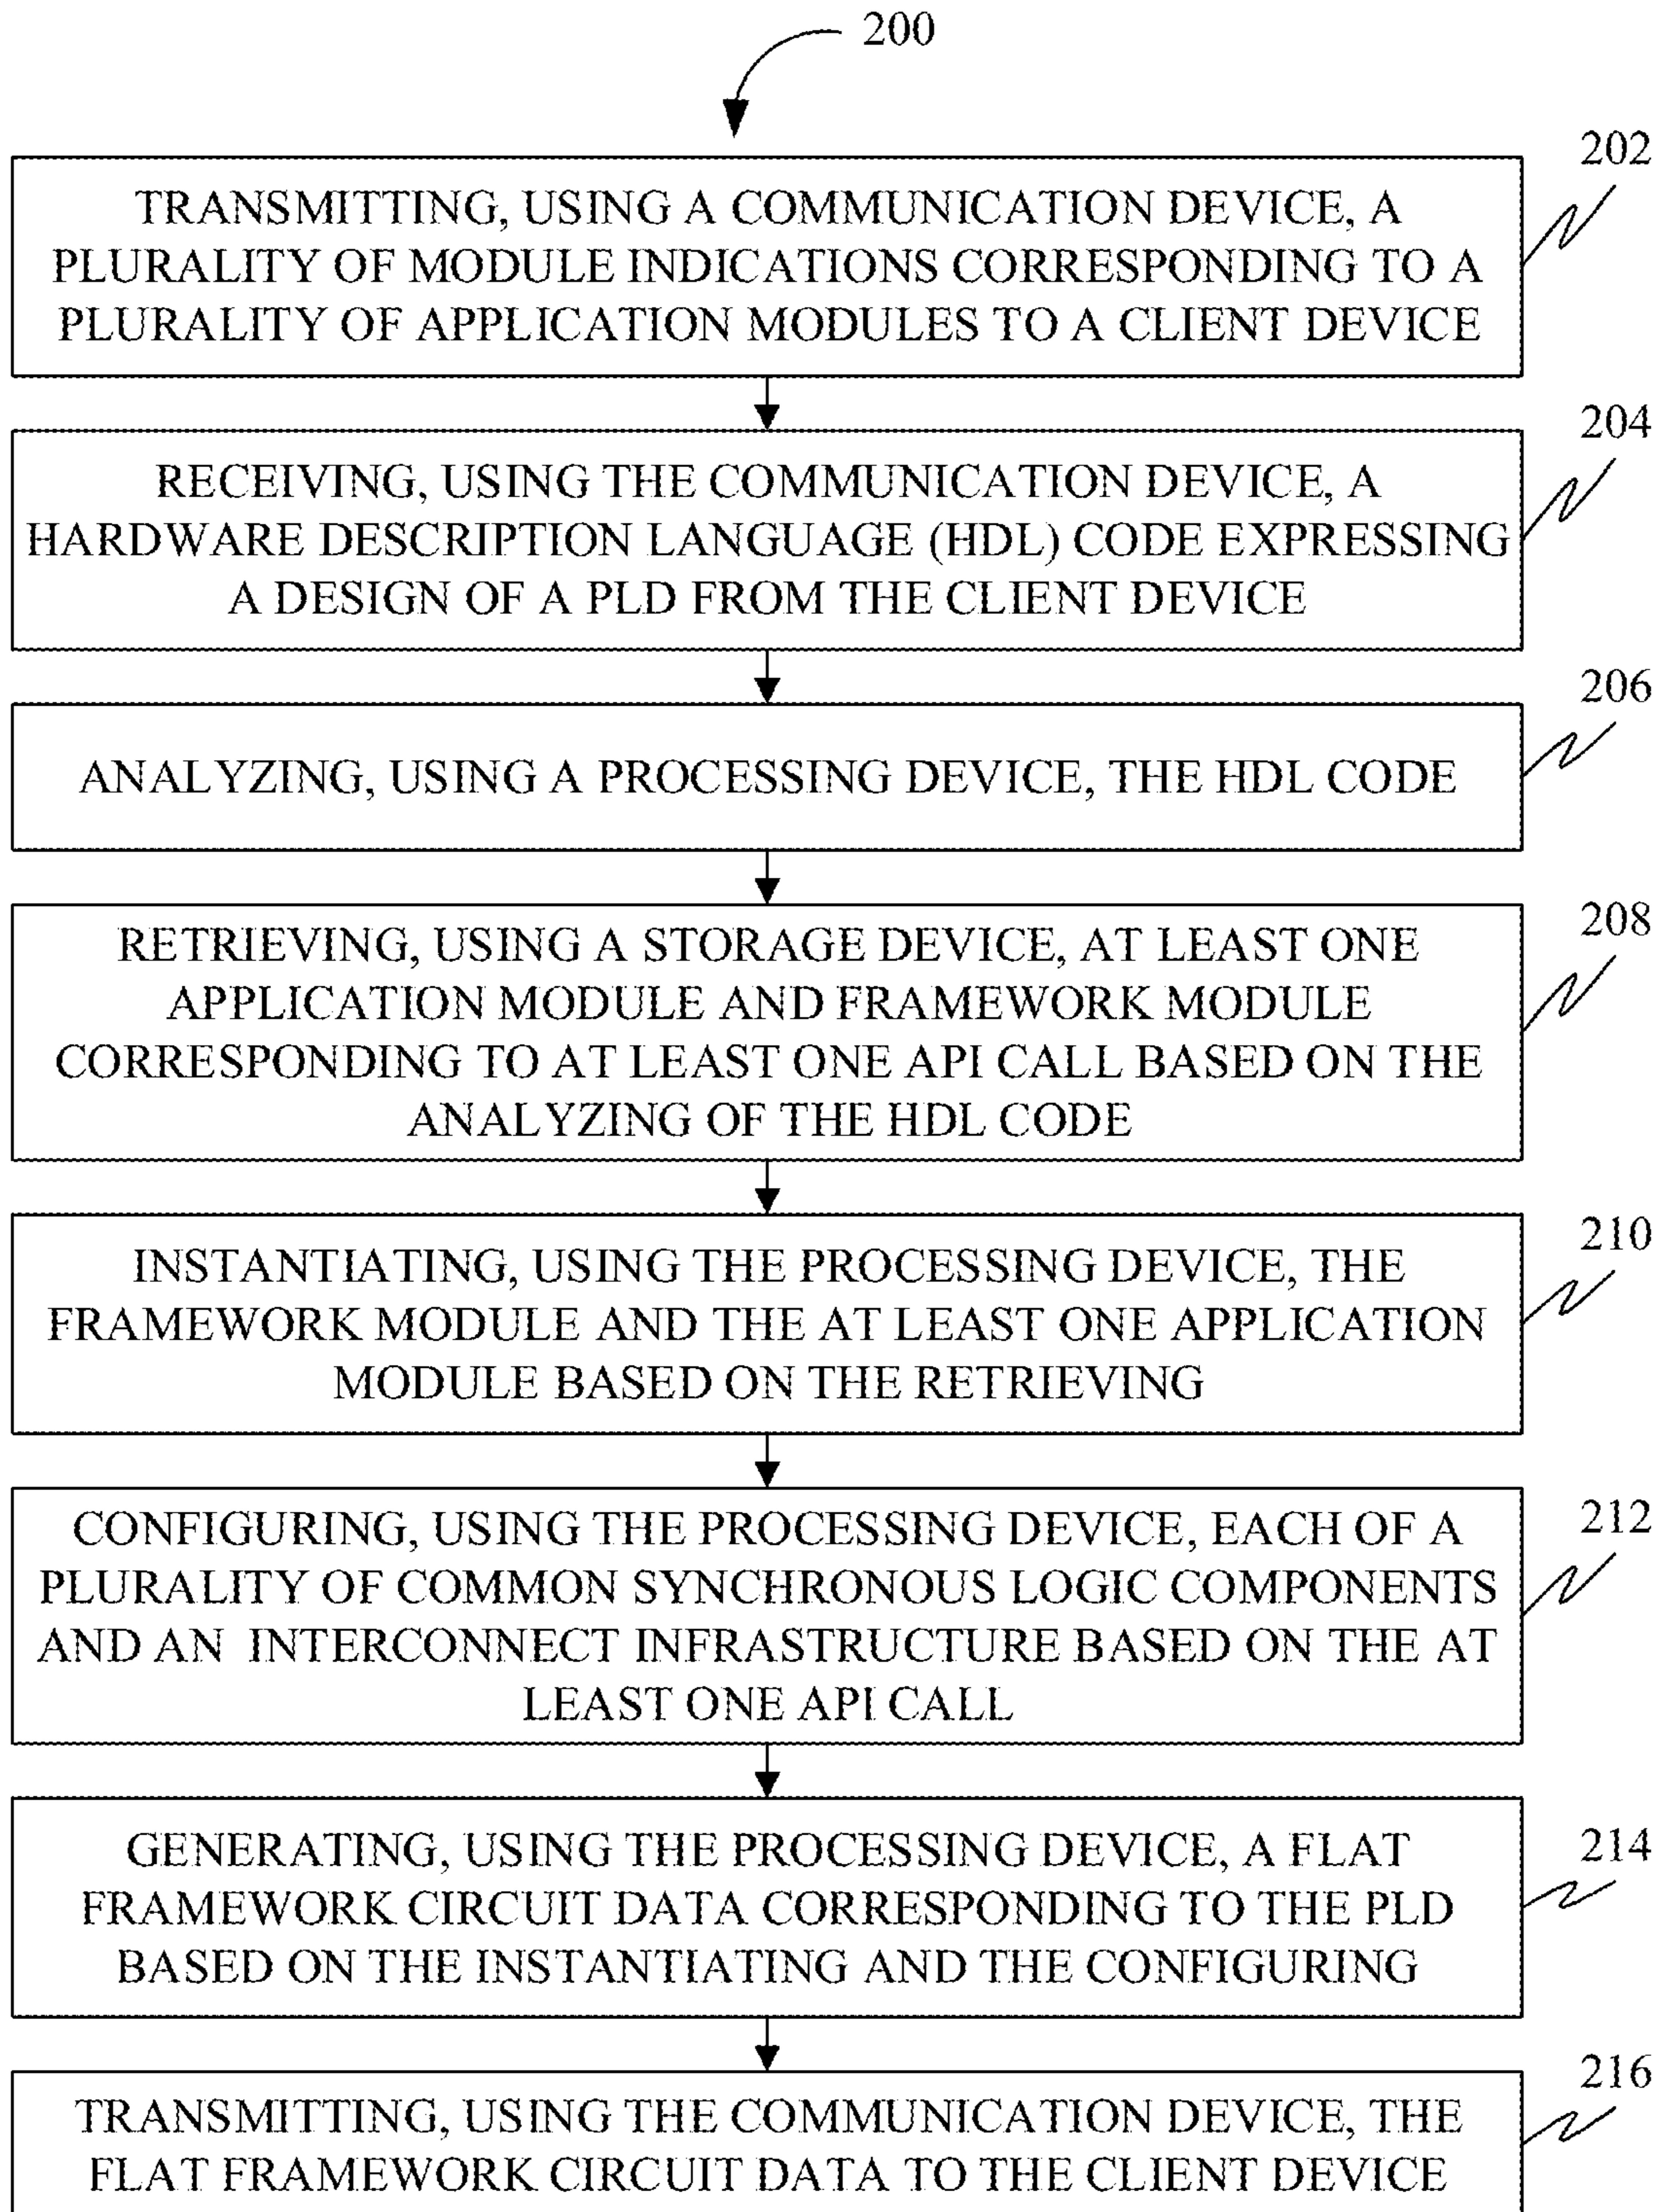 200
202
TRANSMITTING, USING A COMMUNICATION DEVICE, A
PLURALITY OF MODULE INDICATIONS CORRESPONDING TO A
PLURALITY OF APPLICATION MODULES TO A CLIENT DEVICE
204
RECEIVING, USING THE COMMUNICATION DEVICE, A
HARDWARE DESCRIPTION LANGUAGE (HDL) CODE EXPRESSING
A DESIGN OF A PLD FROM THE CLIENT DEVICE
206
ANALYZING, USING A PROCESSING DEVICE, THE HDL CODE
208
RETRIEVING, USING A STORAGE DEVICE, AT LEAST ONE
APPLICATION MODULE AND FRAMEWORK MODULE
CORRESPONDING TO AT LEAST ONE API CALL BASED ON THE
ANALYZING OF THE HDL CODE
210
INSTANTIATING, USING THE PROCESSING DEVICE, THE
FRAMEWORK MODULE AND THE AT LEAST ONE APPLICATION
MODULE BASED ON THE RETRIEVING
212
CONFIGURING, USING THE PROCESSING DEVICE, EACH OF A
PLURALITY OF COMMON SYNCHRONOUS LOGIC COMPONENTS
AND AN INTERCONNECT INFRASTRUCTURE BASED ON THE AT
LEAST ONE API CALL
214
GENERATING, USING THE PROCESSING DEVICE, A FLAT
FRAMEWORK CIRCUIT DATA CORRESPONDING TO THE PLD
BASED ON THE INSTANTIATING AND THE CONFIGURING
216
TRANSMITTING, USING THE COMMUNICATION DEVICE, THE
FLAT FRAMEWORK CIRCUIT DATA TO THE CLIENT DEVICE